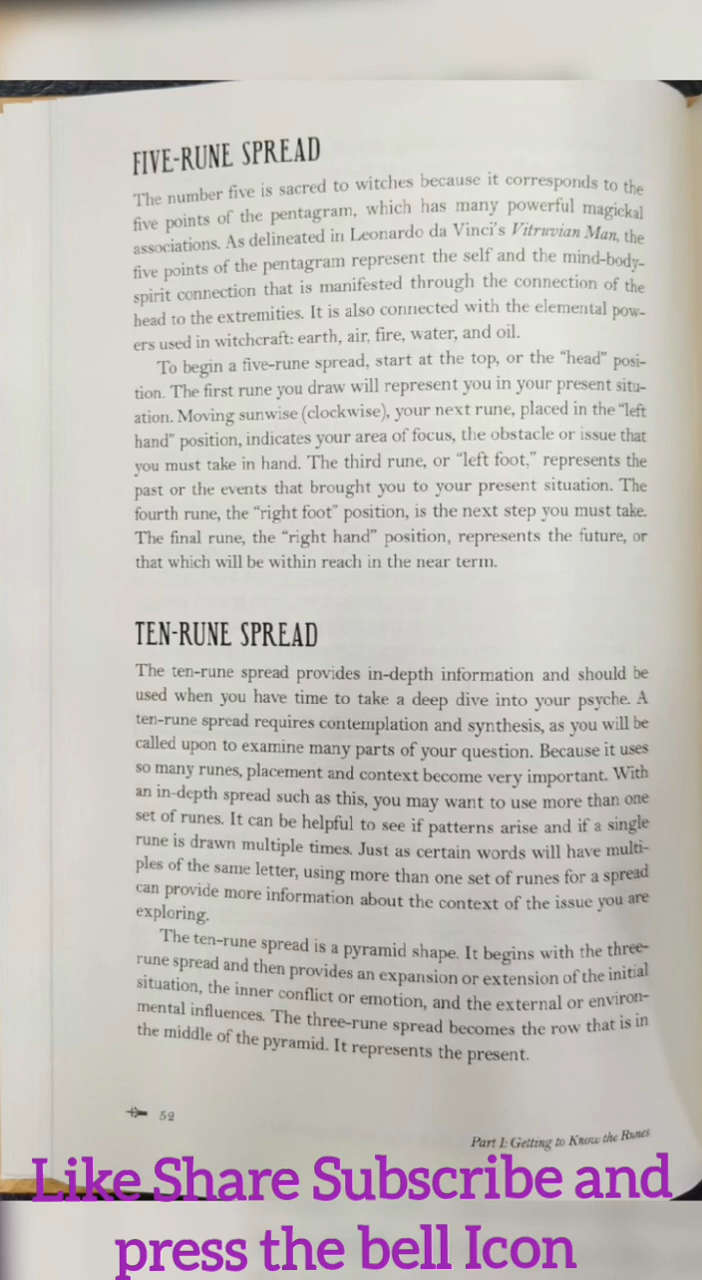 FIVE-RUNE SPREAD
The number five is sacred to witches because it corresponds to the
five points of the pentagram, which has many powerful magickal
associations. As delineated in Leonardo da Vinci's Vitruvian Man, the
five points of the pentagram represent the self and the mind-body-
spirit connection that is manifested through the connection of the
head to the extremities. It is also connected with the elemental pow-
ers used in witchcraft: earth, air, fire, water, and oil.
To begin a five-rune spread, start at the top, or the “head” posi-
tion. The first rune you draw will represent you in your present situ-
ation. Moving sunwise (clockwise), your next rune, placed in the “left
hand” position, indicates your area of focus, the obstacle or issue that
you must take in hand. The third rune, or “left foot,” represents the
past or the events that brought you to your present situation. The
fourth rune, the “right foot” position, is the next step you must take.
The final rune, the “right hand” position, represents the future, or
that which will be within reach in the near term.
TEN-RUNE SPREAD
The ten-rune spread provides in-depth information and should be
used when you have time to take a deep dive into your psyche. A
ten-rune spread requires contemplation and synthesis, as you will be
called upon to examine many parts of your question. Because it uses
so many runes, placement and context become very important. With
an in-depth spread such as this, you may want to use more than one
set of runes. It can be helpful to see if patterns arise and if a single
rune is drawn multiple times. Just as certain words will have multi-
ples of the same letter, using more than one set of runes for a spread
can provide more information about the context of the issue you are
exploring.
The ten-rune spread is a pyramid shape. It begins with the three-
rune spread and then provides an expansion or extension of the initial
situation, the inner conflict or emotion, and the external or environ-
mental influences. The three-rune spread becomes the row that is in
the middle of the pyramid. It represents the present.
52
Part I: Getting to Know the Runes
Like Share Subscribe and
press the bell Icon